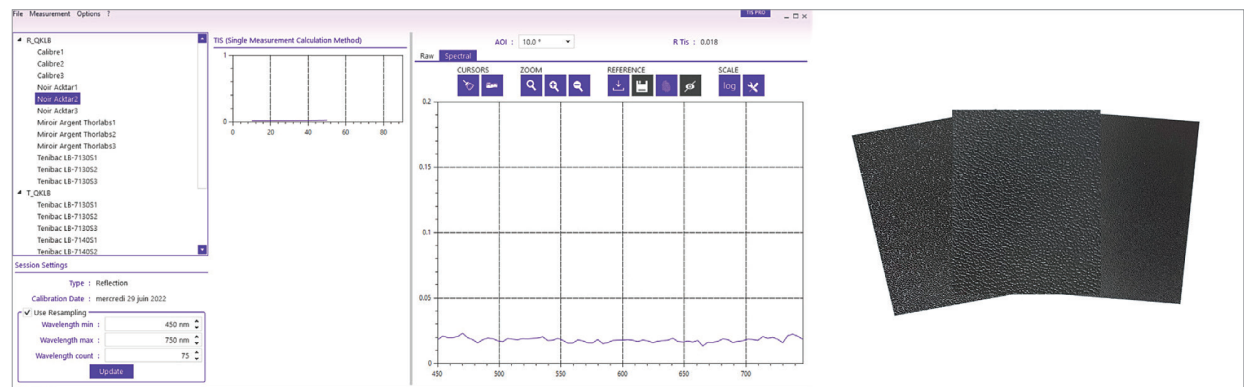 File Measurement Options ?
TIS PRO
R_QKLB
Calibre1
Calibre2
Calibre3
Noir Acktar1
Noir Acktar2
Noir Acktar3
Miroir Argent Thorlabs1
Miroir Argent Thorlabs2
Miroir Argent Thorlabs3
Tenibac LB-7130S1
Tenibac LB-7130S2
Tenibac LB-7130S3
T_QKLB
Tenibac LB-7130S1
Tenibac LB-7130S2
Tenibac LB-7130S3
Tenibac LB-7140S1
Tenibac LB-7140S2
Session Settings
Type : Reflection
Calibration Date : mercredi 29 juin 2022
Use Resampling
Wavelength min : 450 nm
Wavelength max : 750 nm
Wavelength count : 75
Update
TIS (Single Measurement Calculation Method)
1
0
0 20 40 60 80
AOI : 10.0 ° R Tis : 0.018
Raw Spectral
CURSORS ZOOM REFERENCE SCALE
log
0.2
0.15
0.1
0.05
0
450 500 550 600 650 700